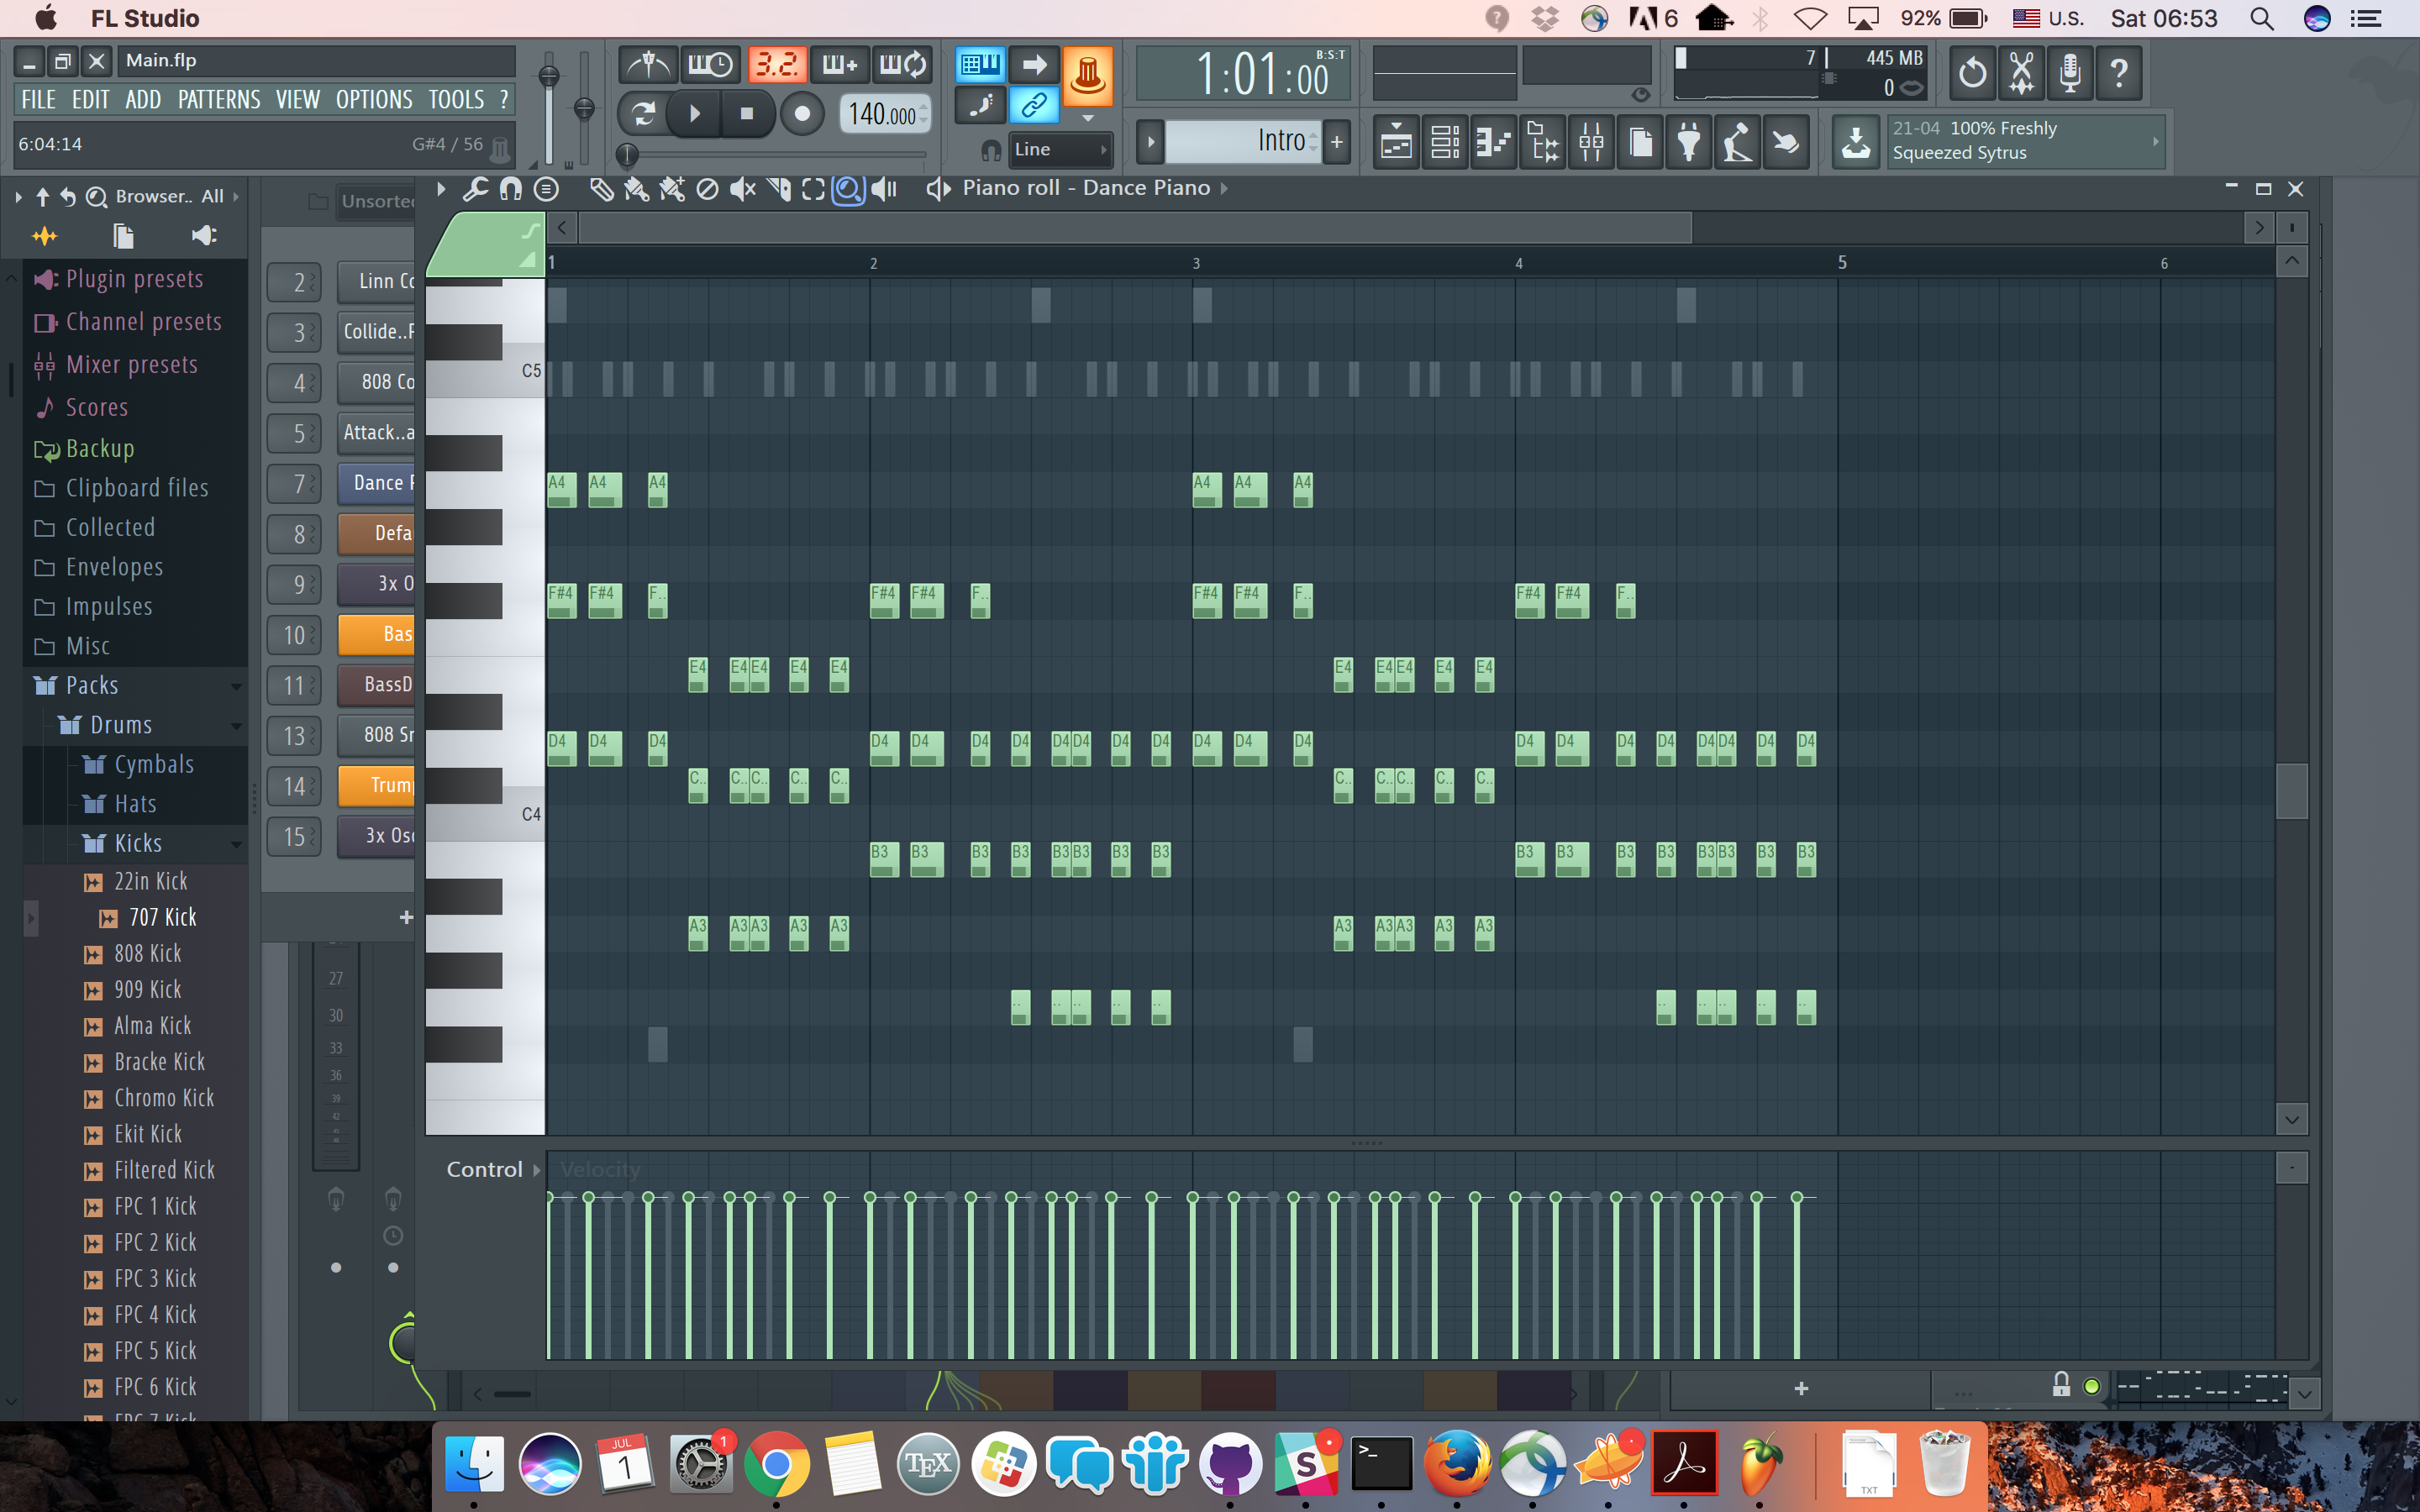 FL Studio
6
92%
U.S.
Sat 06:53
Main.flp
FILE EDIT ADD PATTERNS VIEW OPTIONS TOOLS ?
6:04:14
G#4 / 56
3.2.
140.000
Line
1:01:00
B:S:T
Intro
7
445 MB
0
21-04 100% Freshly
Squeezed Sytrus
Browser.. All
Unsorted
Piano roll - Dance Piano
Plugin presets
Channel presets
Mixer presets
Scores
Backup
Clipboard files
Collected
Envelopes
Impulses
Misc
Packs
Drums
Cymbals
Hats
Kicks
22in Kick
707 Kick
808 Kick
909 Kick
Alma Kick
Bracke Kick
Chromo Kick
Ekit Kick
Filtered Kick
FPC 1 Kick
FPC 2 Kick
FPC 3 Kick
FPC 4 Kick
FPC 5 Kick
FPC 6 Kick
FPC 7 Kick
2 Linn Co
3 Collide..F
4 808 Co
5 Attack..a
7 Dance P
8 Defa
9 3x O
10 Bas
11 BassD
13 808 Sn
14 Trump
15 3x Osc
27
30
33
36
39
42
1 2 3 4 5 6
C5
C4
A4 A4 A4 A4 A4 A4
F#4 F#4 F.. F#4 F#4 F.. F#4 F#4 F.. F#4 F#4 F..
E4 E4 E4 E4 E4 E4 E4 E4 E4 E4
D4 D4 D4 D4 D4 D4 D4 D4 D4 D4 D4 D4 D4 D4 D4 D4 D4 D4 D4 D4 D4 D4
C.. C.. C.. C.. C.. C.. C.. C.. C.. C..
B3 B3 B3 B3 B3 B3 B3 B3 B3 B3 B3 B3 B3 B3 B3 B3
A3 A3 A3 A3 A3 A3 A3 A3 A3 A3
Control
Velocity
JUL
1
1
TEX
S
TXT